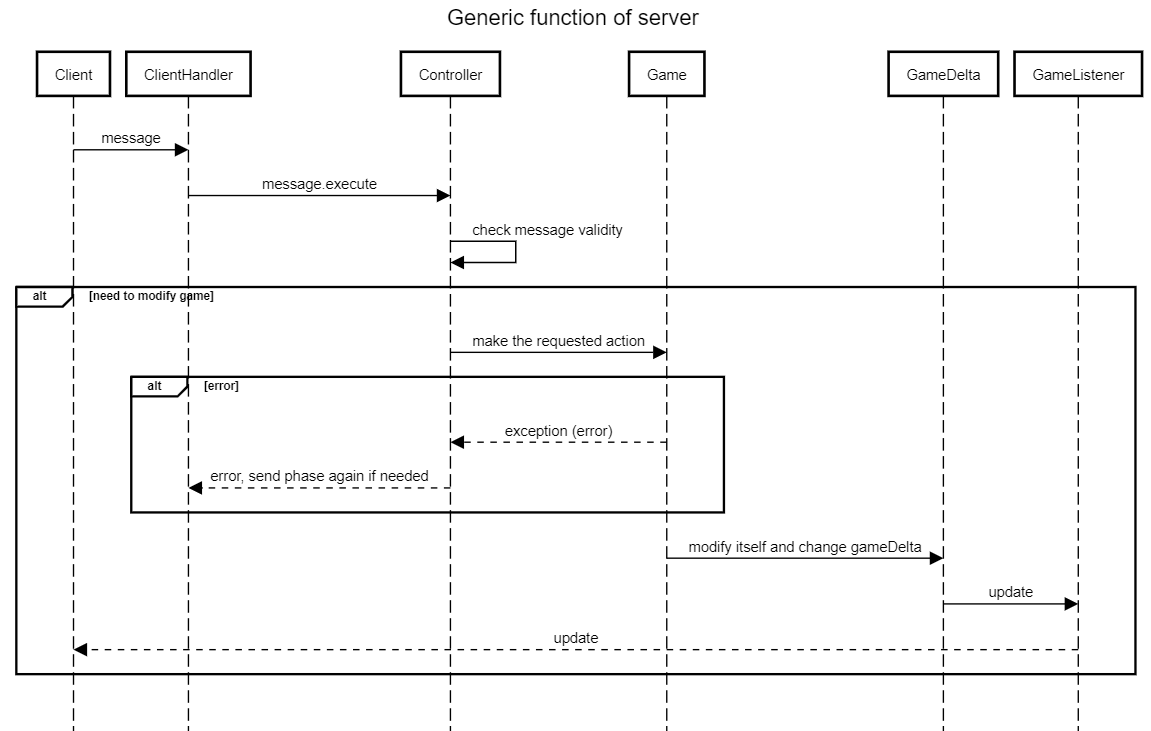 Generic function of server
Client
ClientHandler
Controller
Game
GameDelta
GameListener
message
message.execute
check message validity
alt
[need to modify game]
make the requested action
alt
[error]
exception (error)
error, send phase again if needed
modify itself and change gameDelta
update
update